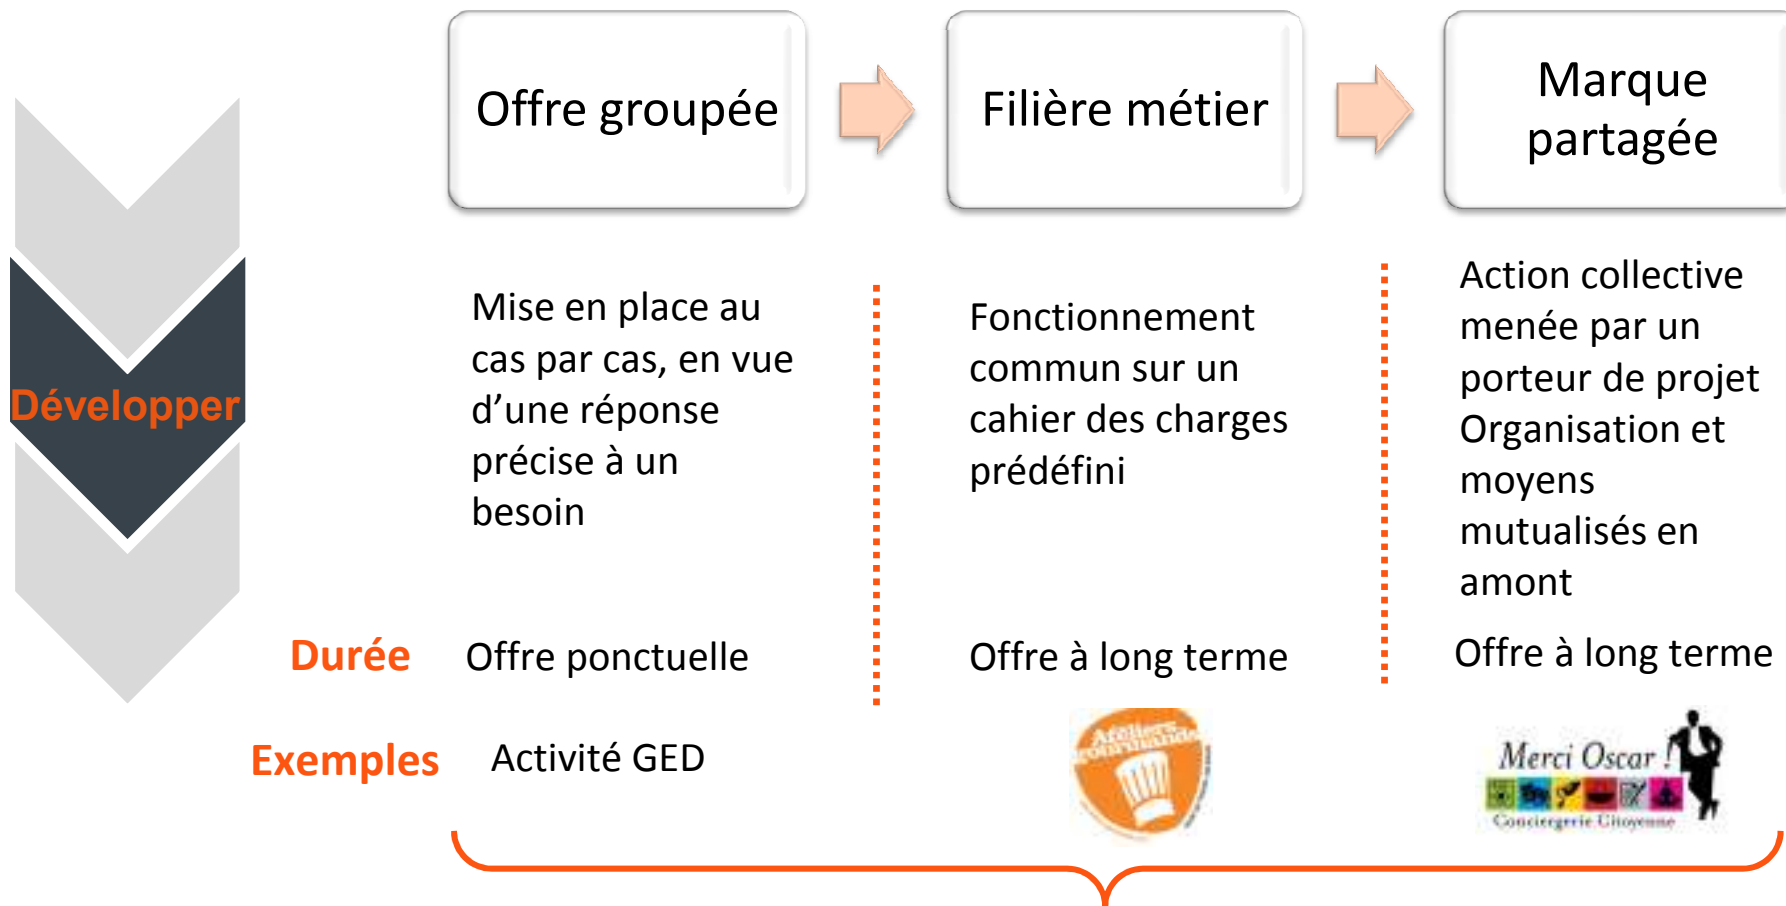 Offre groupée
Filière métier
Marque
partagée
Développer
Mise en place au
cas par cas, en vue
d’une réponse
précise à un
besoin
Fonctionnement
commun sur un
cahier des charges
prédéfini
Action collective
menée par un
porteur de projet
Organisation et
moyens
mutualisés en
amont
Durée
Offre ponctuelle
Offre à long terme
Offre à long terme
Exemples
Activité GED
Ateliers
gourmands
Merci Oscar !
Conciergerie Citoyenne